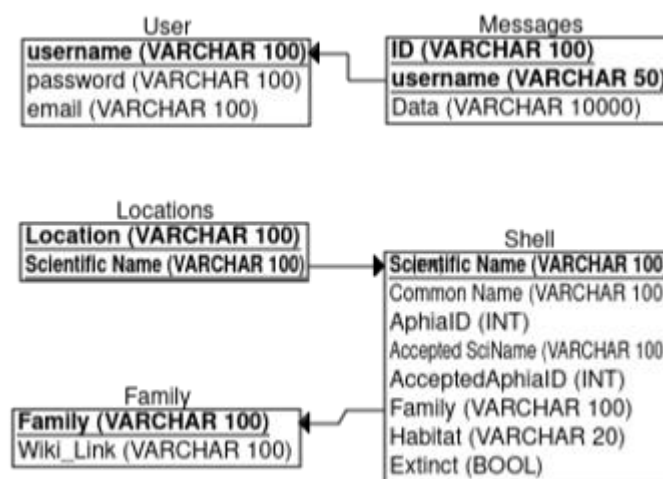 User
username (VARCHAR 100)
password (VARCHAR 100)
email (VARCHAR 100)
Messages
ID (VARCHAR 100)
username (VARCHAR 50)
Data (VARCHAR 10000)
Locations
Location (VARCHAR 100)
Scientific Name (VARCHAR 100)
Shell
Scientific Name (VARCHAR 100
Common Name (VARCHAR 100
AphiaID (INT)
Accepted SciName (VARCHAR 100
AcceptedAphiaID (INT)
Family (VARCHAR 100)
Habitat (VARCHAR 20)
Extinct (BOOL)
Family
Family (VARCHAR 100)
Wiki_Link (VARCHAR 100)